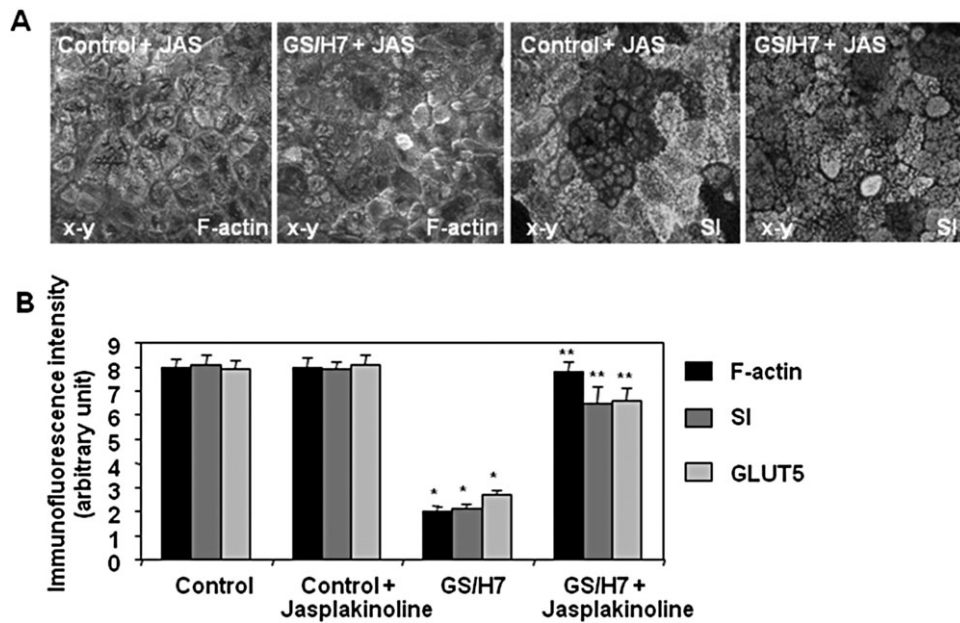 A
Control + JAS
GS/H7 + JAS
Control + JAS
GS/H7 + JAS
x-y
F-actin
x-y
F-actin
x-y
SI
x-y
SI
B
Immunofluorescence intensity
(arbitrary unit)
9
8
7
6
5
4
3
2
1
0
*
*
*
**
**
**
Control
Control +
Jasplakinoline
GS/H7
GS/H7 +
Jasplakinoline
F-actin
SI
GLUT5